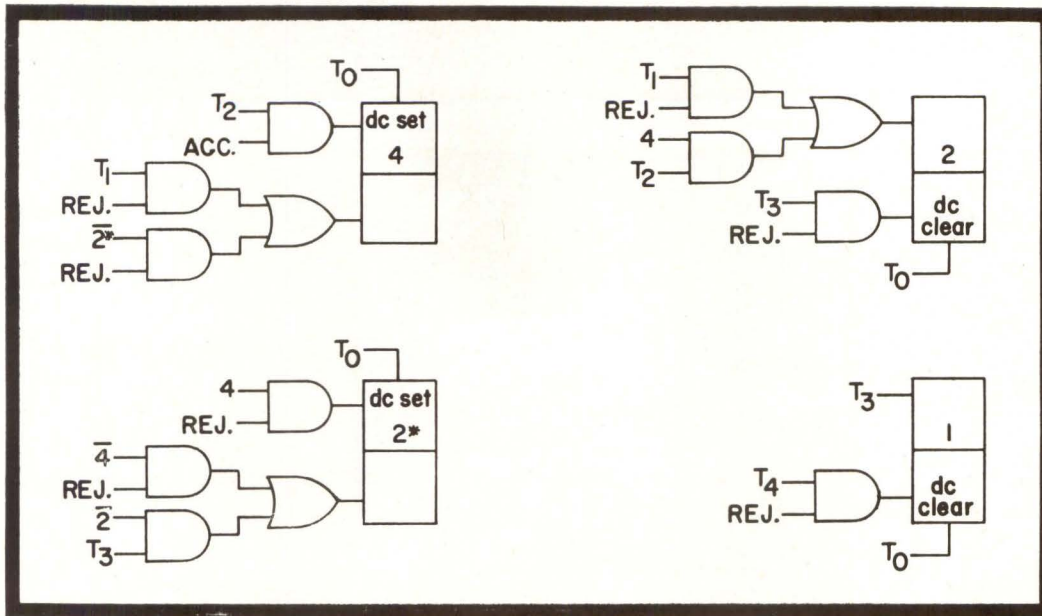 T0
T2
ACC.
dc set
4
T1
REJ.
2̅*̅
REJ.
T1
REJ.
4
T2
2
T3
REJ.
dc
clear
T0
T0
4
REJ.
dc set
2*
4̅
REJ.
2̅
T3
T3
1
T4
REJ.
dc
clear
T0